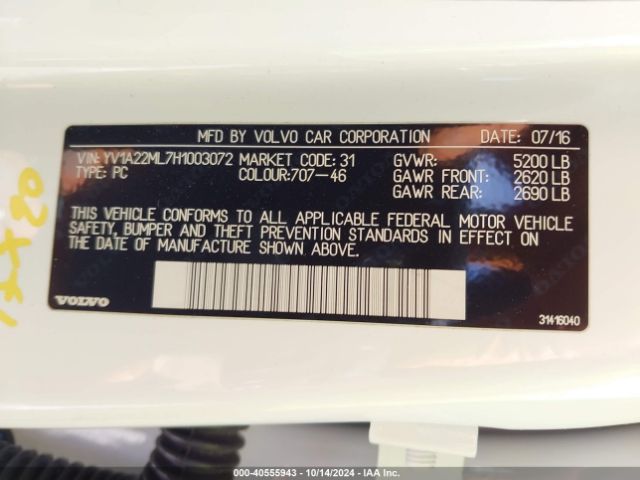 MFD BY VOLVO CAR CORPORATION DATE: 07/16
VIN: YV1A22ML7H1003072 MARKET CODE: 31 GVWR: 5200 LB
TYPE: PC COLOUR:707-46 GAWR FRONT: 2620 LB
GAWR REAR: 2690 LB
THIS VEHICLE CONFORMS TO ALL APPLICABLE FEDERAL MOTOR VEHICLE
SAFETY, BUMPER AND THEFT PREVENTION STANDARDS IN EFFECT ON
THE DATE OF MANUFACTURE SHOWN ABOVE.
VOLVO
31416040
000-40555943 - 10/14/2024 - IAA Inc.